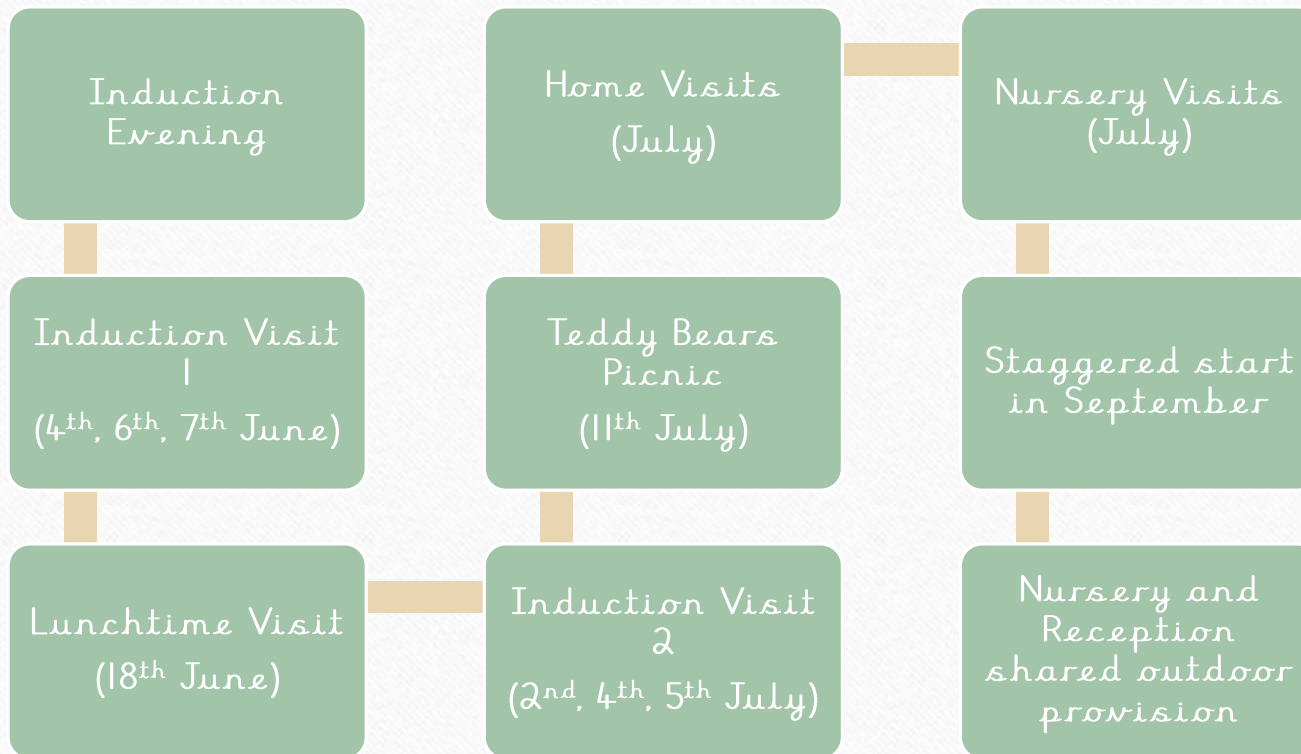 Induction
Evening
Induction Visit
1
(4th, 6th, 7th June)
Lunchtime Visit
(18th June)
Induction Visit
2
(2nd, 4th, 5th July)
Teddy Bears
Picnic
(11th July)
Home Visits
(July)
Nursery Visits
(July)
Staggered start
in September
Nursery and
Reception
shared outdoor
provision